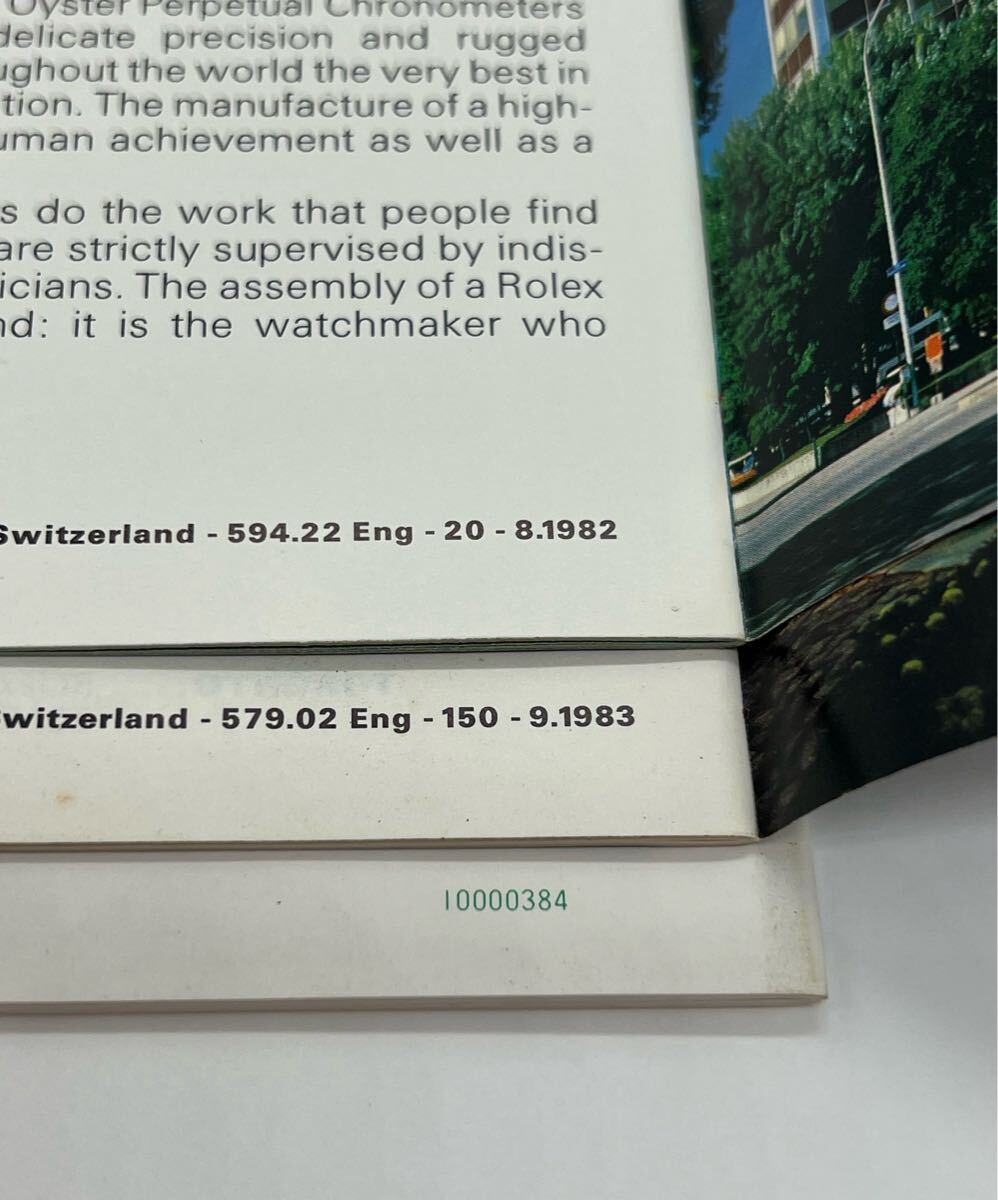 Oyster Perpetual Chronometers
delicate precision and rugged
ughout the world the very best in
tion. The manufacture of a high-
uman achievement as well as a
s do the work that people find
are strictly supervised by indis-
icians. The assembly of a Rolex
nd: it is the watchmaker who
Switzerland - 594.22 Eng - 20 - 8.1982
Switzerland - 579.02 Eng - 150 - 9.1983
10000384